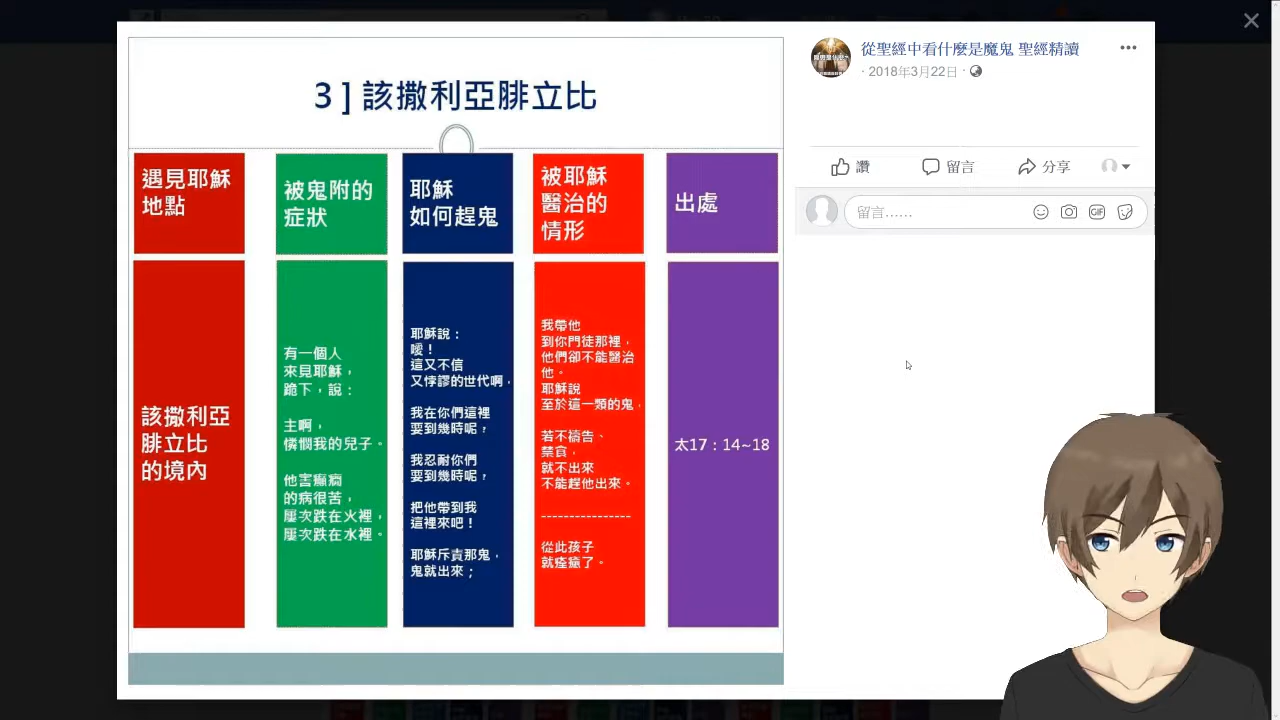 3 ] 該撒利亞腓立比
遇見耶穌
地點
被鬼附的
症狀
耶穌
如何趕鬼
被耶穌
醫治的
情形
出處
該撒利亞
腓立比
的境內
有一個人
來見耶穌，
跪下，說：
主啊，
憐憫我的兒子。
他害癲癇
的病很苦，
屢次跌在火裡，
屢次跌在水裡。
耶穌說：
噯！
這又不信
又悖謬的世代啊，
我在你們這裡
要到幾時呢，
我忍耐你們
要到幾時呢，
把他帶到我
這裡來吧！
耶穌斥責那鬼，
鬼就出來；
我帶他
到你門徒那裡，
他們卻不能醫治
他。
耶穌說
至於這一類的鬼，
若不禱告、
禁食，
就不出來
不能趕他出來。
----------------
從此孩子
就痊癒了。
太17：14~18
從聖經中看什麼是魔鬼 聖經精讀
· 2018年3月22日 ·
讚
留言
分享
留言......
GIF